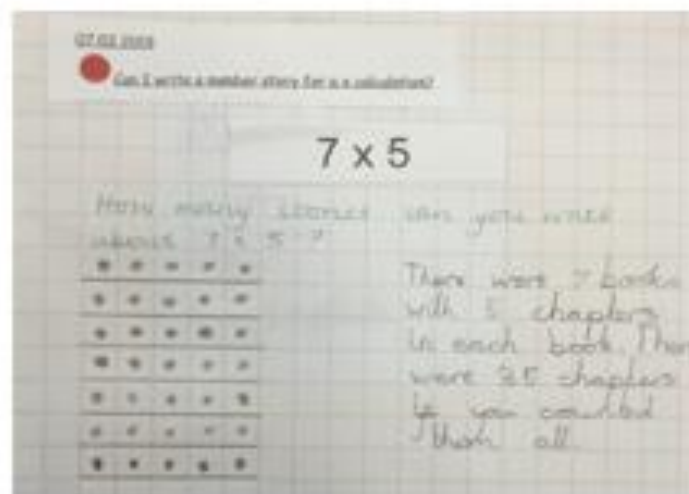 Can I write a number story for a calculation?
7 x 5
How many stories can you write
about 7 x 5 ?
There were 7 books
with 5 chapters
in each book. Ther
were 35 chapters
if you counted
them all.